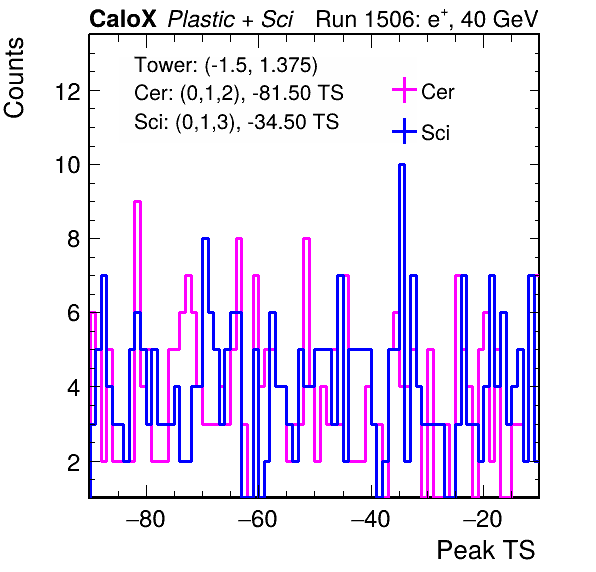 CaloX Plastic + Sci Run 1506: e+, 40 GeV
Counts
Tower: (-1.5, 1.375)
Cer: (0,1,2), -81.50 TS
Sci: (0,1,3), -34.50 TS
Cer
Sci
12
10
8
6
4
2
−80 −60 −40 −20
Peak TS